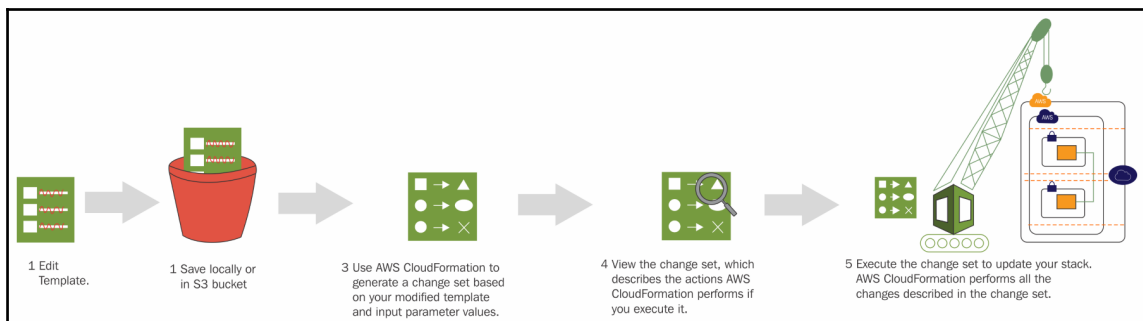 AWS
AWS
1 Edit
Template.
1 Save locally or
in S3 bucket
3 Use AWS CloudFormation to
generate a change set based
on your modified template
and input parameter values.
4 View the change set, which
describes the actions AWS
CloudFormation performs if
you execute it.
5 Execute the change set to update your stack.
AWS CloudFormation performs all the
changes described in the change set.